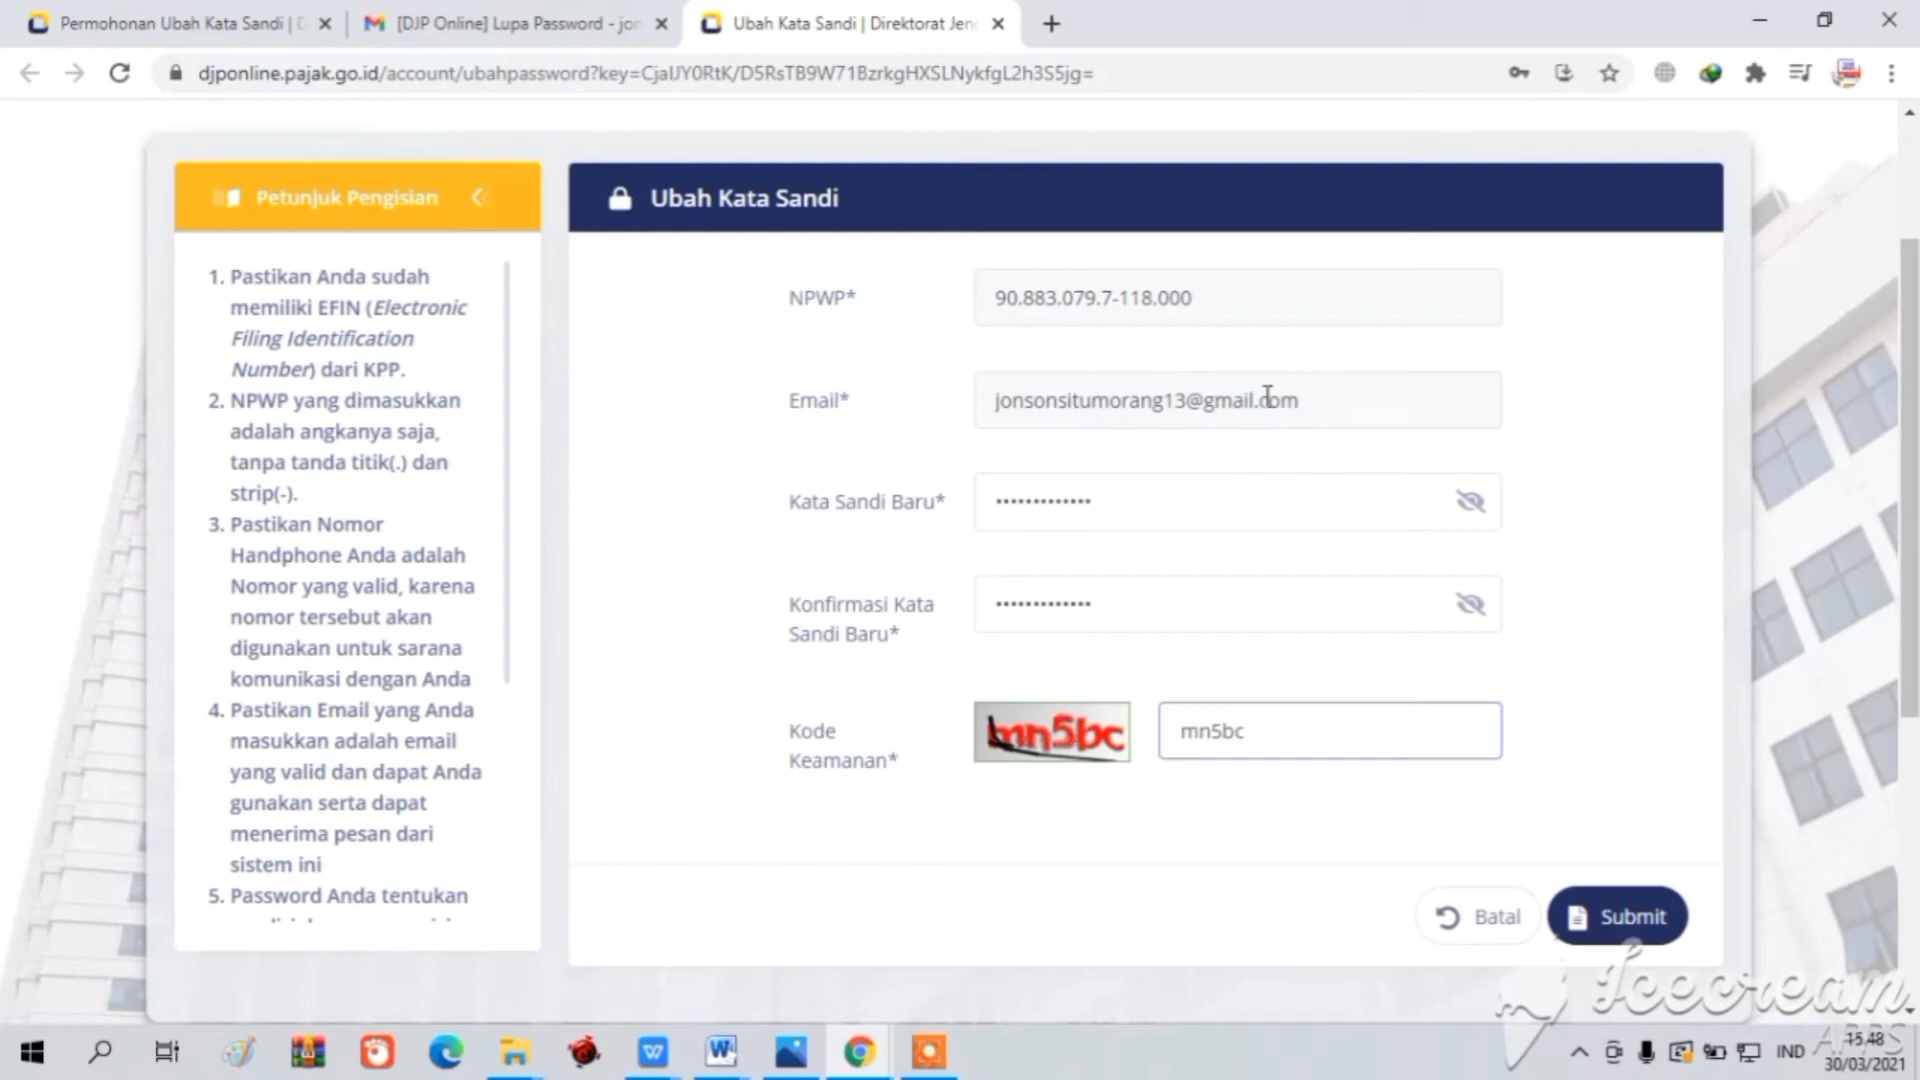 Permohonan Ubah Kata Sandi | D
[DJP Online] Lupa Password - jon
Ubah Kata Sandi | Direktorat Jen
djponline.pajak.go.id/account/ubahpassword?key=CjaIJY0RtK/D5RsTB9W71BzrkgHXSLNykfgL2h3S5jg=
Petunjuk Pengisian
1. Pastikan Anda sudah
memiliki EFIN (Electronic
Filing Identification
Number) dari KPP.
2. NPWP yang dimasukkan
adalah angkanya saja,
tanpa tanda titik(.) dan
strip(-).
3. Pastikan Nomor
Handphone Anda adalah
Nomor yang valid, karena
nomor tersebut akan
digunakan untuk sarana
komunikasi dengan Anda
4. Pastikan Email yang Anda
masukkan adalah email
yang valid dan dapat Anda
gunakan serta dapat
menerima pesan dari
sistem ini
5. Password Anda tentukan
Ubah Kata Sandi
NPWP* 90.883.079.7-118.000
Email* jonsonsitumorang13@gmail.com
Kata Sandi Baru* •••••••••••••
Konfirmasi Kata
Sandi Baru*
•••••••••••••
Kode
Keamanan*
mn5bc
mn5bc
Batal
Submit
Icecream
APPS
IND
15.48
30/03/2021